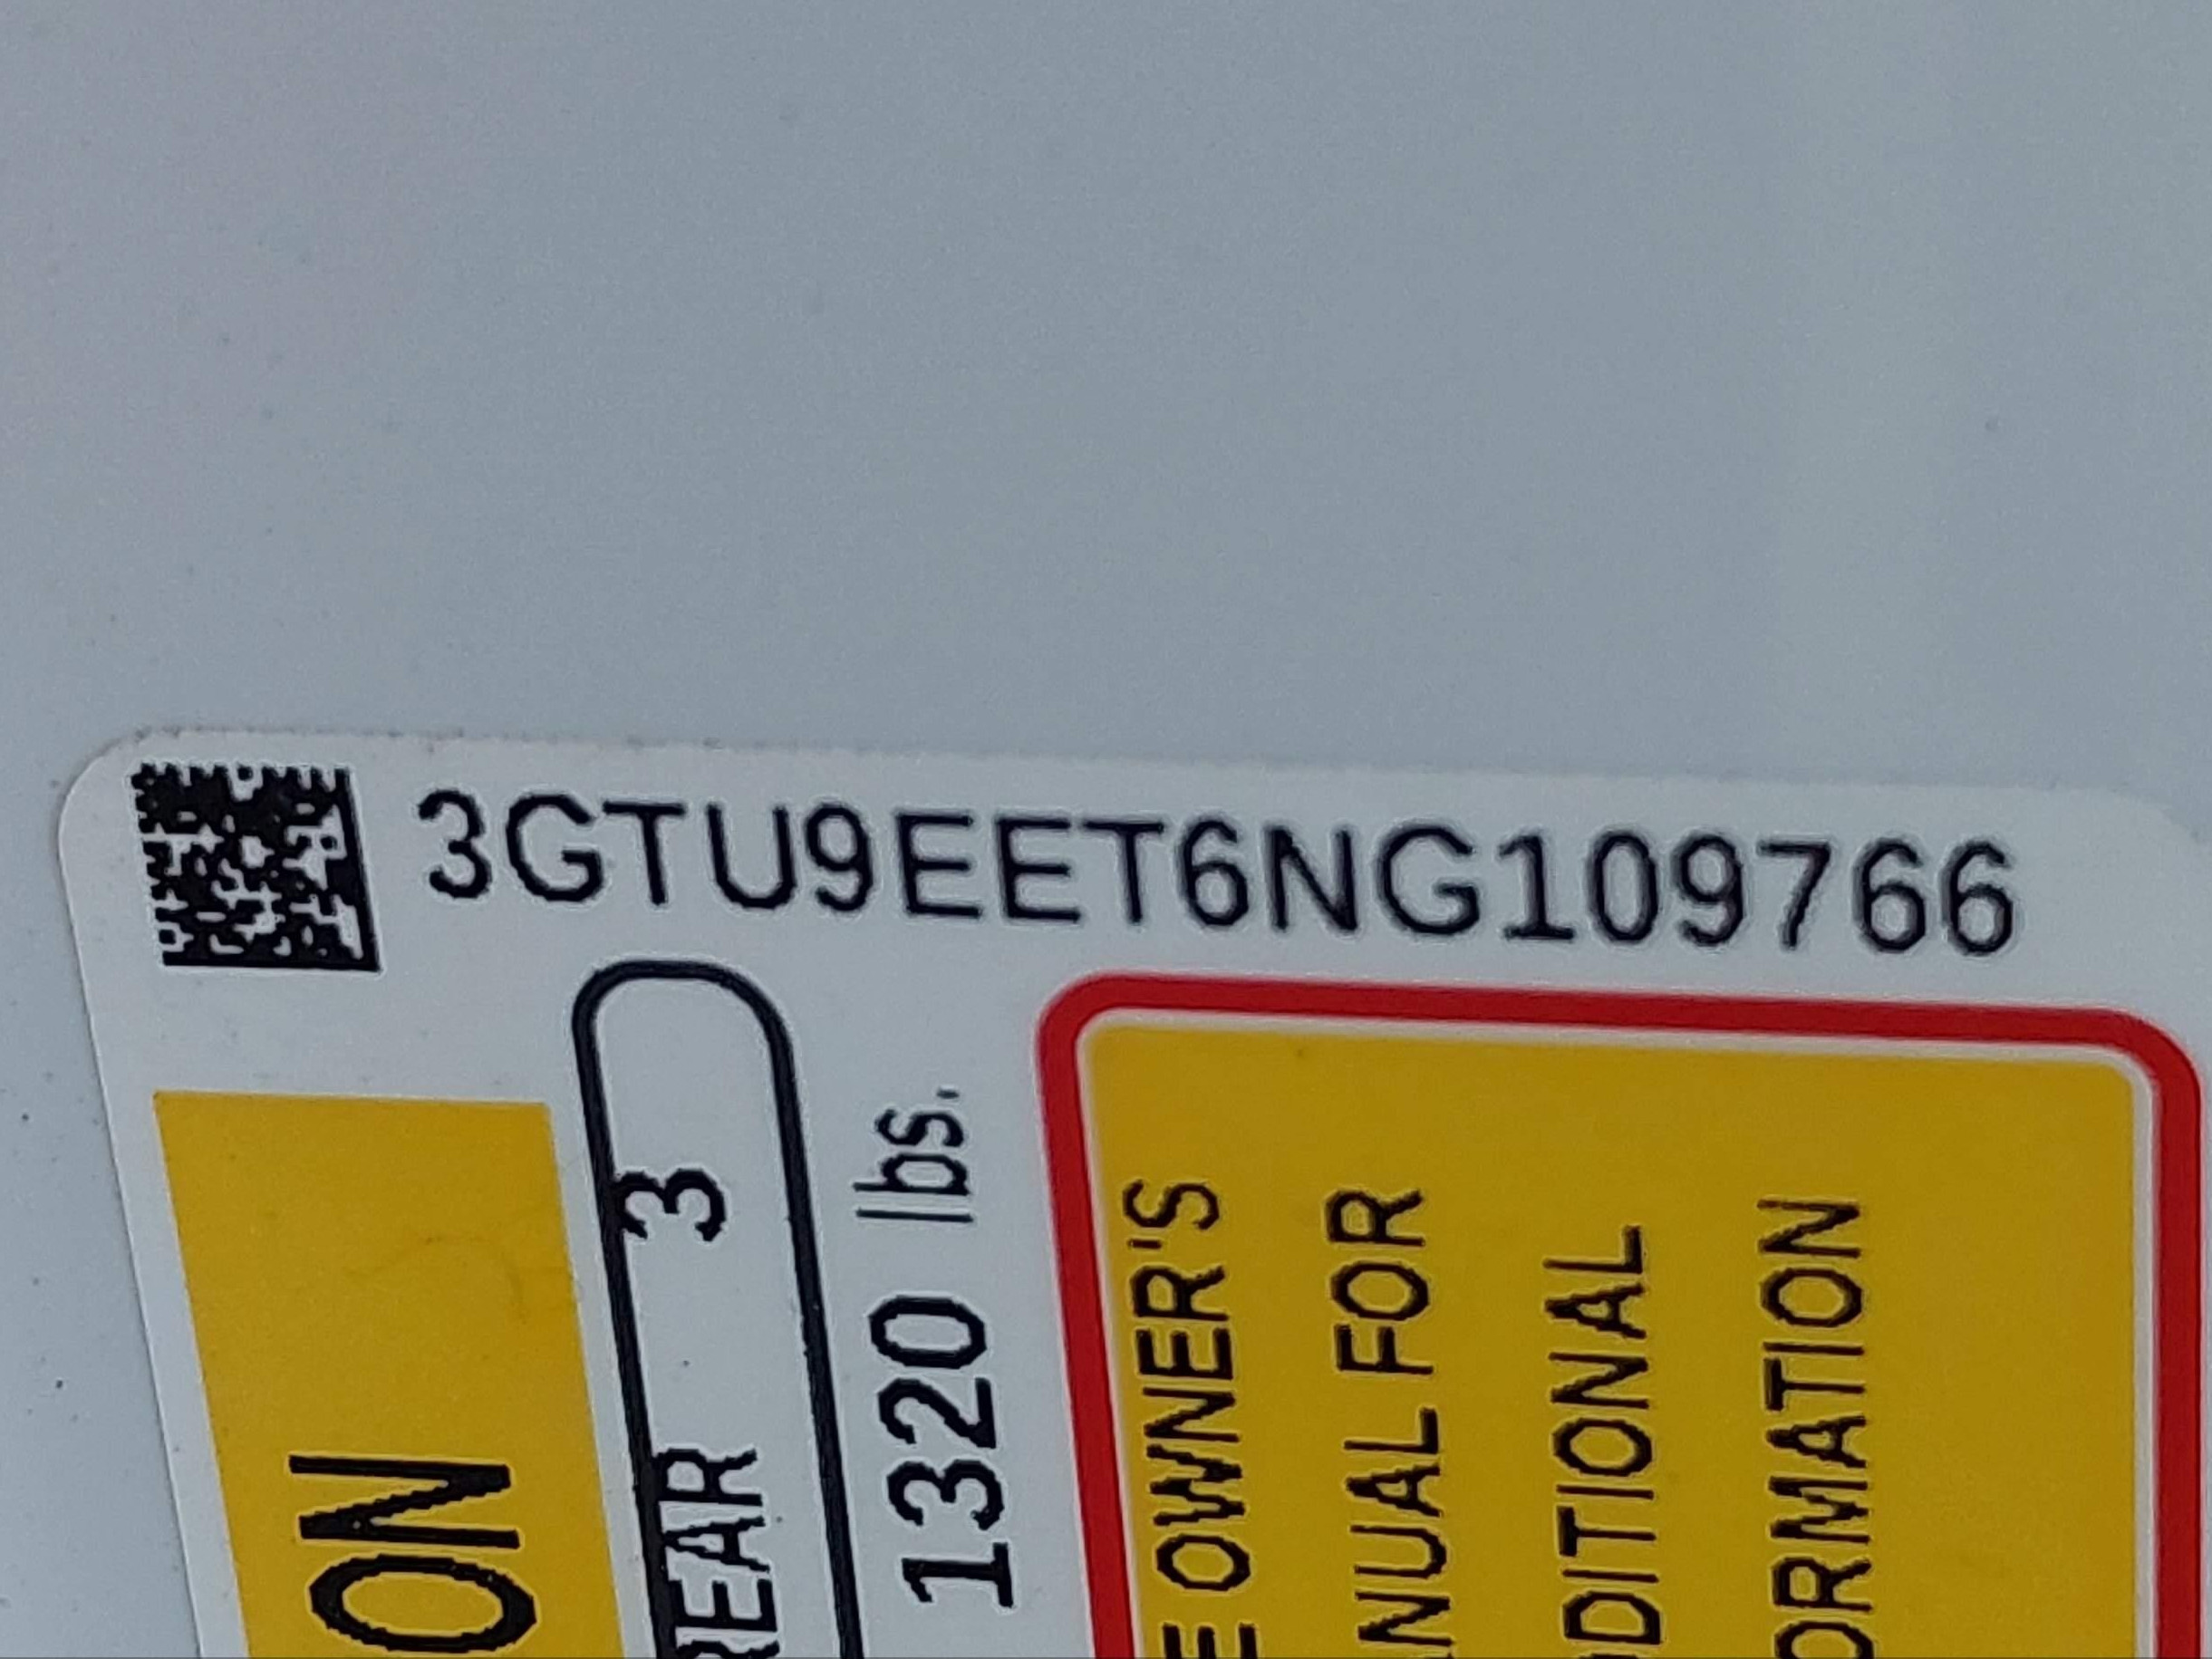 3GTU9EET6NG109766
ON
REAR 3
1320 lbs.
E OWNER'S
NUAL FOR
DITIONAL
ORMATION